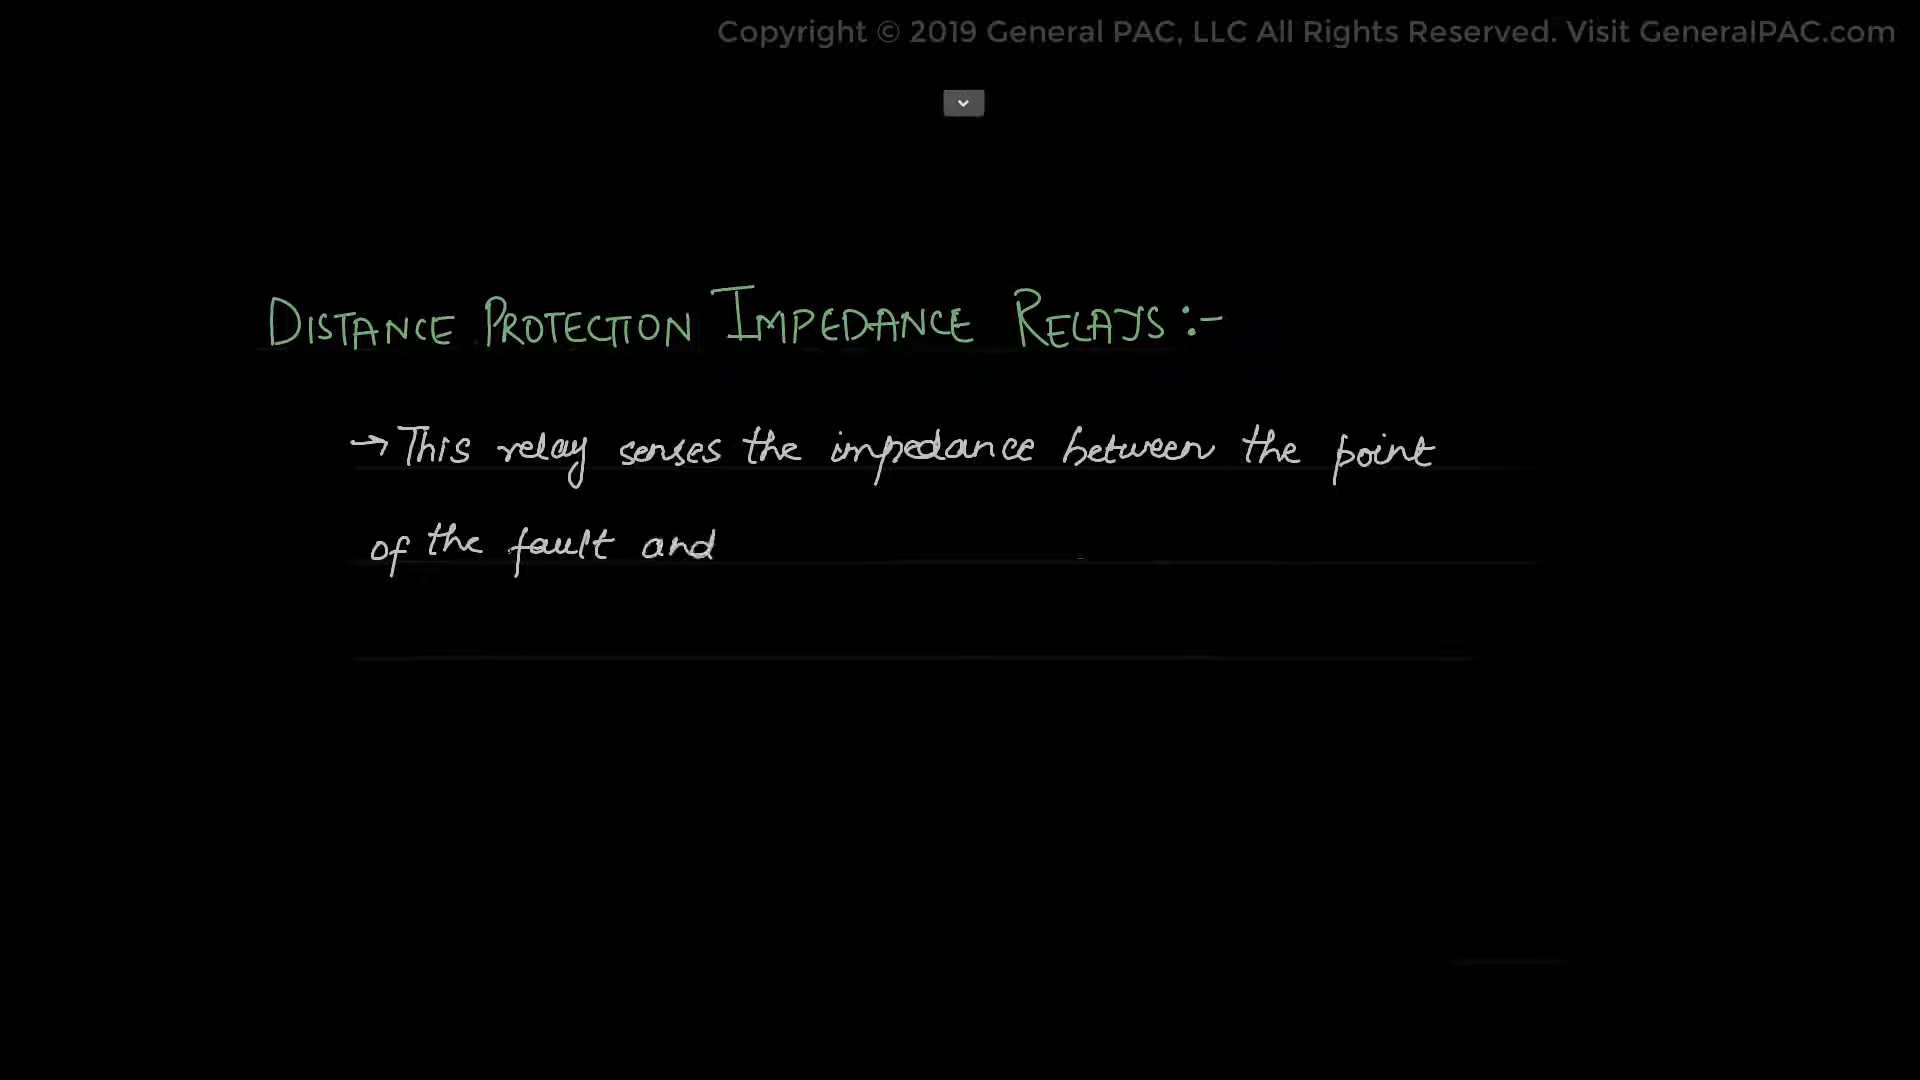 Copyright © 2019 General PAC, LLC All Rights Reserved. Visit GeneralPAC.com
DISTANCE PROTECTION IMPEDANCE RELAYS:-
→ This relay senses the impedance between the point
of the fault and